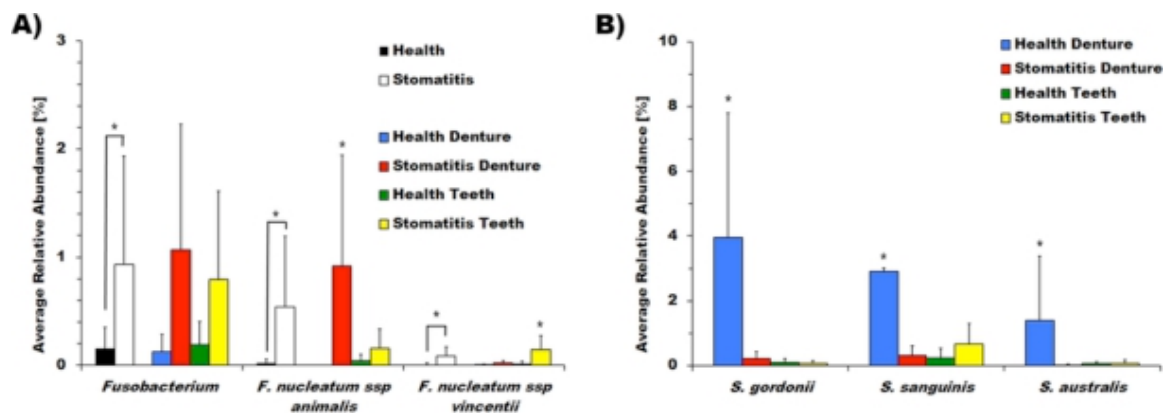 A)
Average Relative Abundance [%]
3
2
1
0
*
*
*
*
*
Health
Stomatitis
Health Denture
Stomatitis Denture
Health Teeth
Stomatitis Teeth
Fusobacterium
F. nucleatum ssp
animalis
F. nucleatum ssp
vincentii
B)
Average Relative Abundance [%]
10
8
6
4
2
0
*
*
*
Health Denture
Stomatitis Denture
Health Teeth
Stomatitis Teeth
S. gordonii
S. sanguinis
S. australis